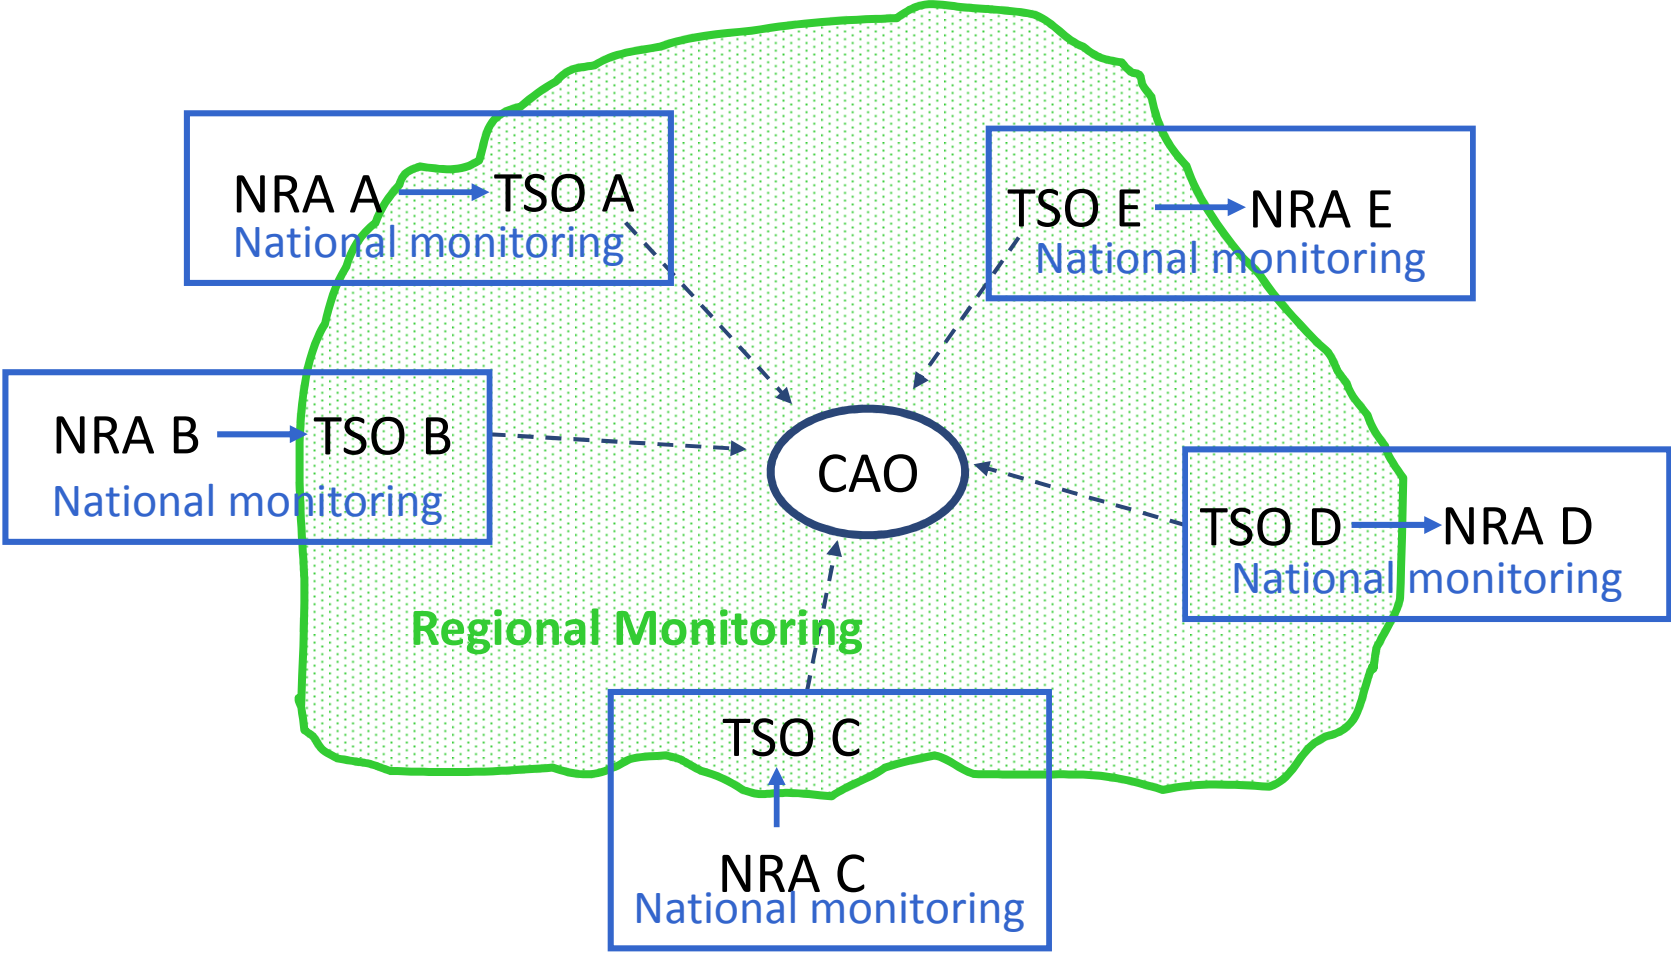 NRA A
TSO A
National monitoring
TSO E
NRA E
National monitoring
NRA B
TSO B
National monitoring
CAO
TSO D
NRA D
National monitoring
Regional Monitoring
TSO C
NRA C
National monitoring